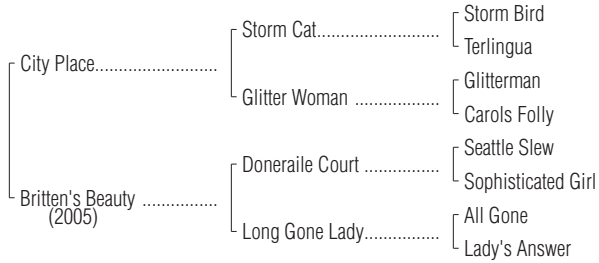 Storm Bird
Storm Cat........................................
Terlingua
City Place.............................
Glitterman
Glitter Woman ....................
Carols Folly
Seattle Slew
Doneraile Court ..................
Sophisticated Girl
Britten's Beauty ..................
(2005)
All Gone
Long Gone Lady..................
Lady's Answer